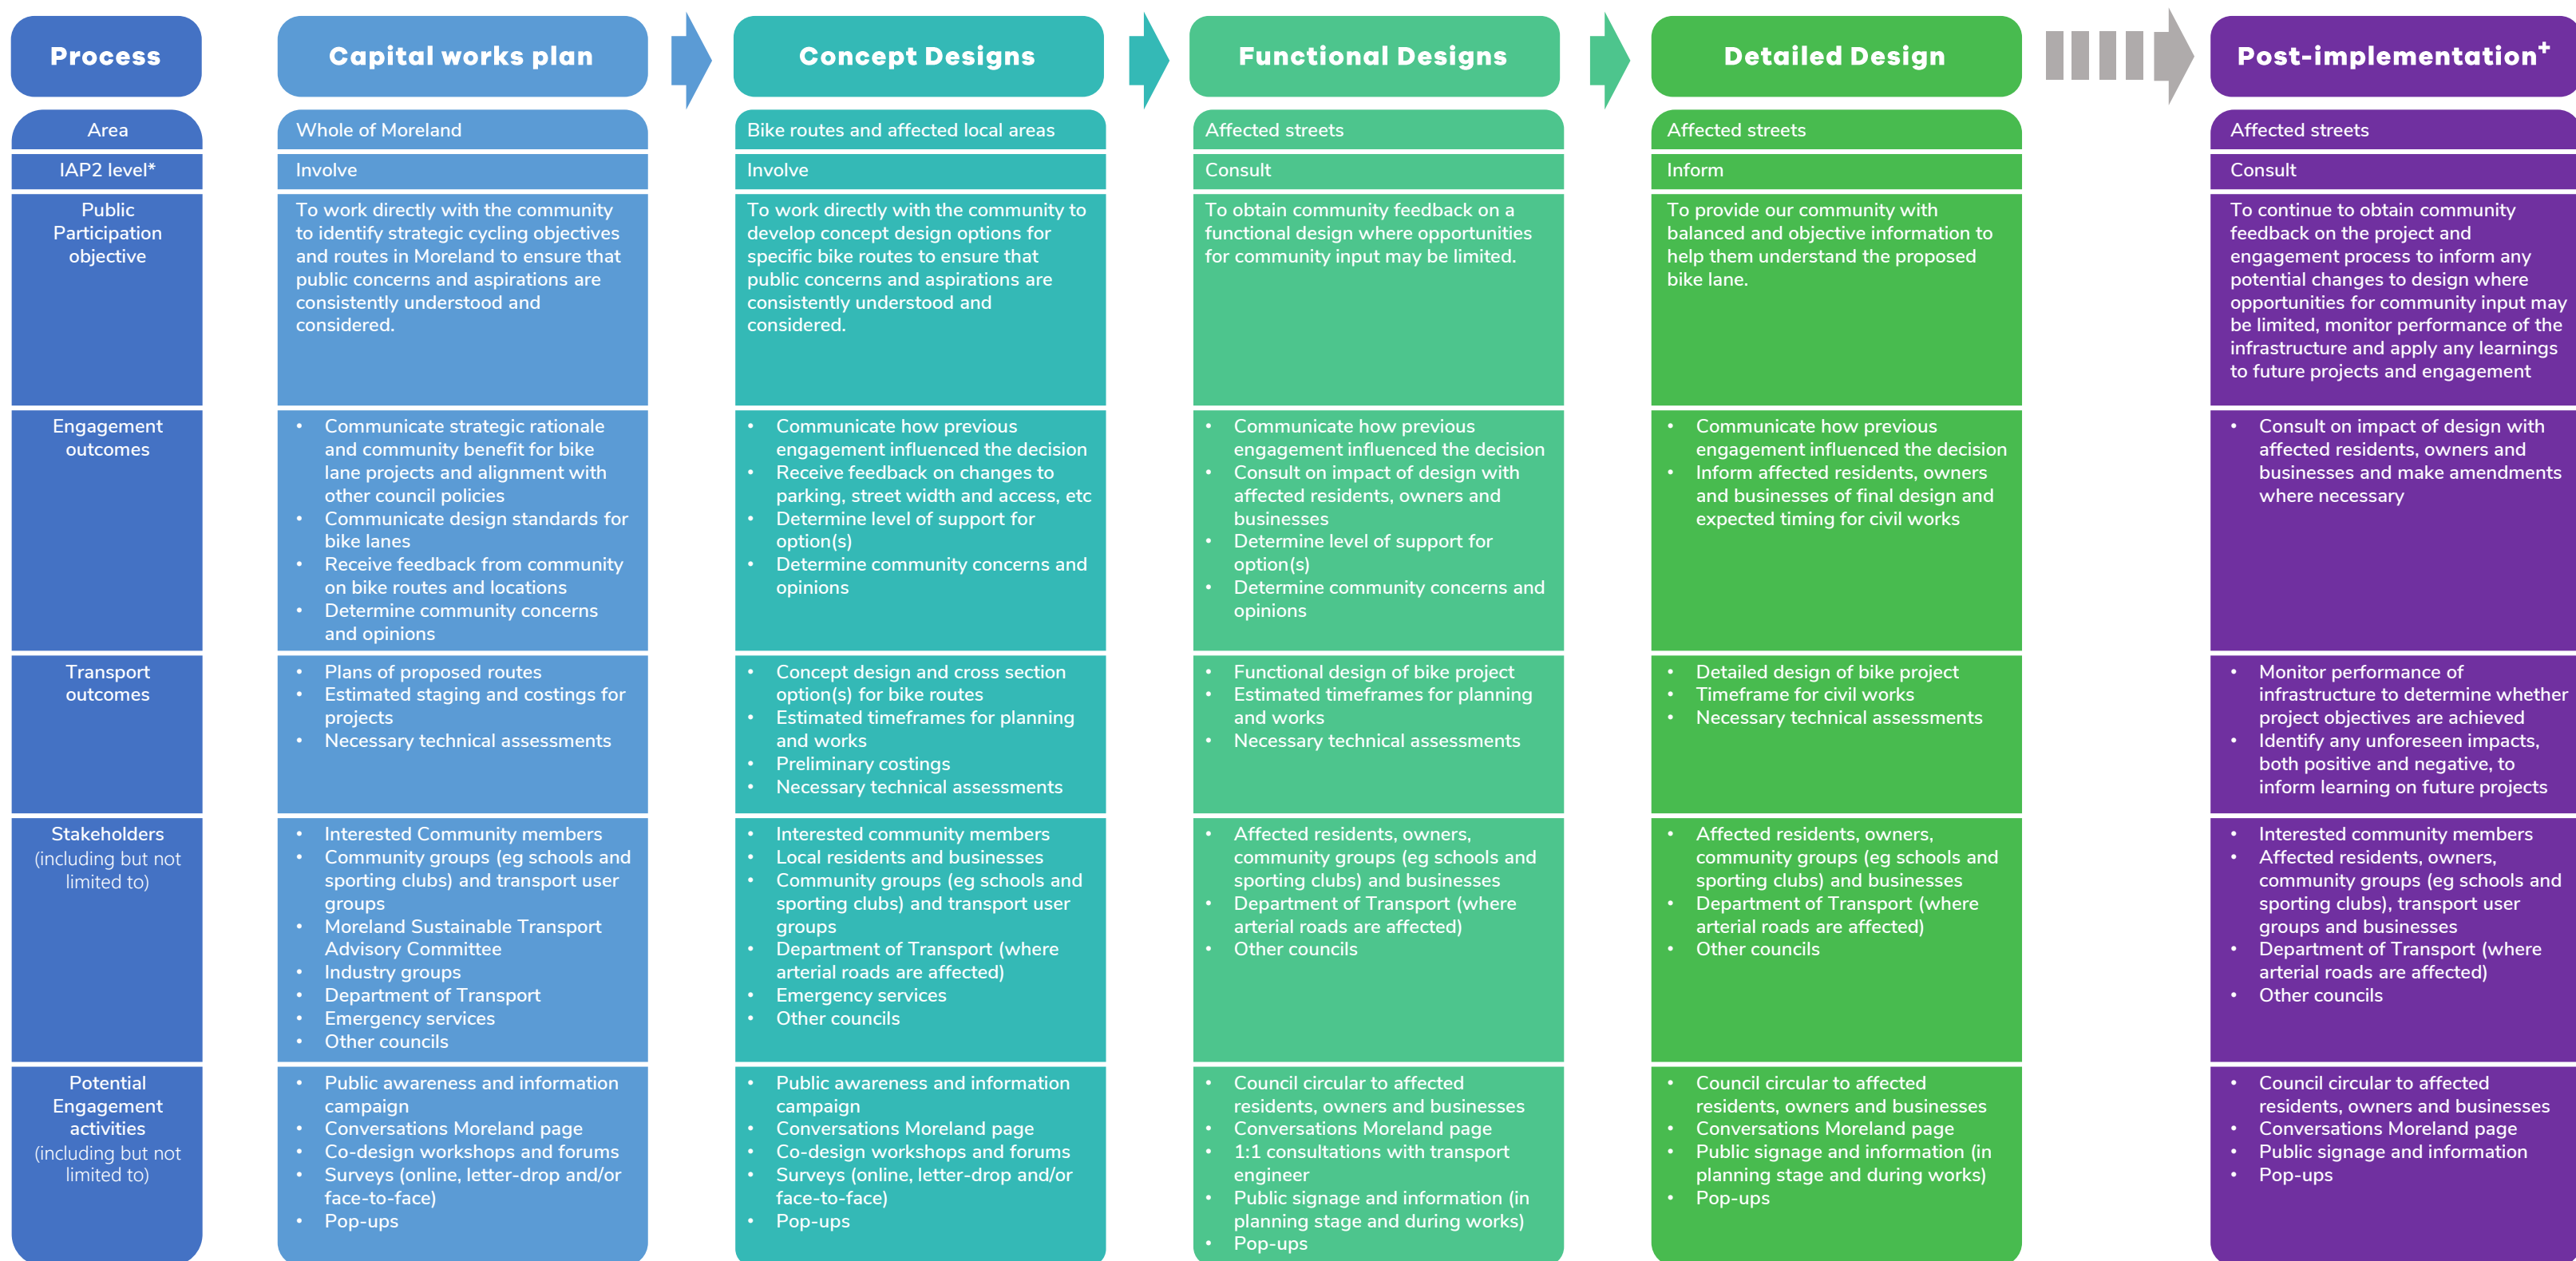 Process
Capital works plan
Concept Designs
Functional Designs
Detailed Design
Post-implementation+
Area
Whole of Moreland
Bike routes and affected local areas
Affected streets
Affected streets
Affected streets
IAP2 level*
Involve
Involve
Consult
Inform
Consult
Public
Participation
objective
To work directly with the community
to identify strategic cycling objectives
and routes in Moreland to ensure that
public concerns and aspirations are
consistently understood and
considered.
To work directly with the community to
develop concept design options for
specific bike routes to ensure that
public concerns and aspirations are
consistently understood and
considered.
To obtain community feedback on a
functional design where opportunities
for community input may be limited.
To provide our community with
balanced and objective information to
help them understand the proposed
bike lane.
To continue to obtain community
feedback on the project and
engagement process to inform any
potential changes to design where
opportunities for community input may
be limited, monitor performance of the
infrastructure and apply any learnings
to future projects and engagement
Engagement
outcomes
• Communicate strategic rationale
and community benefit for bike
lane projects and alignment with
other council policies
• Communicate design standards for
bike lanes
• Receive feedback from community
on bike routes and locations
• Determine community concerns
and opinions
• Communicate how previous
engagement influenced the decision
• Receive feedback on changes to
parking, street width and access, etc
• Determine level of support for
option(s)
• Determine community concerns and
opinions
• Communicate how previous
engagement influenced the decision
• Consult on impact of design with
affected residents, owners and
businesses
• Determine level of support for
option(s)
• Determine community concerns and
opinions
• Communicate how previous
engagement influenced the decision
• Inform affected residents, owners
and businesses of final design and
expected timing for civil works
• Consult on impact of design with
affected residents, owners and
businesses and make amendments
where necessary
Transport
outcomes
• Plans of proposed routes
• Estimated staging and costings for
projects
• Necessary technical assessments
• Concept design and cross section
option(s) for bike routes
• Estimated timeframes for planning
and works
• Preliminary costings
• Necessary technical assessments
• Functional design of bike project
• Estimated timeframes for planning
and works
• Necessary technical assessments
• Detailed design of bike project
• Timeframe for civil works
• Necessary technical assessments
• Monitor performance of
infrastructure to determine whether
project objectives are achieved
• Identify any unforeseen impacts,
both positive and negative, to
inform learning on future projects
Stakeholders
(including but not
limited to)
• Interested Community members
• Community groups (eg schools and
sporting clubs) and transport user
groups
• Moreland Sustainable Transport
Advisory Committee
• Industry groups
• Department of Transport
• Emergency services
• Other councils
• Interested community members
• Local residents and businesses
• Community groups (eg schools and
sporting clubs) and transport user
groups
• Department of Transport (where
arterial roads are affected)
• Emergency services
• Other councils
• Affected residents, owners,
community groups (eg schools and
sporting clubs) and businesses
• Department of Transport (where
arterial roads are affected)
• Other councils
• Affected residents, owners,
community groups (eg schools and
sporting clubs) and businesses
• Department of Transport (where
arterial roads are affected)
• Other councils
• Interested community members
• Affected residents, owners,
community groups (eg schools and
sporting clubs), transport user
groups and businesses
• Department of Transport (where
arterial roads are affected)
• Other councils
Potential
Engagement
activities
(including but not
limited to)
• Public awareness and information
campaign
• Conversations Moreland page
• Co-design workshops and forums
• Surveys (online, letter-drop and/or
face-to-face)
• Pop-ups
• Public awareness and information
campaign
• Conversations Moreland page
• Co-design workshops and forums
• Surveys (online, letter-drop and/or
face-to-face)
• Pop-ups
• Council circular to affected
residents, owners and businesses
• Conversations Moreland page
• 1:1 consultations with transport
engineer
• Public signage and information (in
planning stage and during works)
• Pop-ups
• Council circular to affected
residents, owners and businesses
• Conversations Moreland page
• Public signage and information (in
planning stage and during works)
• Pop-ups
• Council circular to affected
residents, owners and businesses
• Conversations Moreland page
• Public signage and information
• Pop-ups